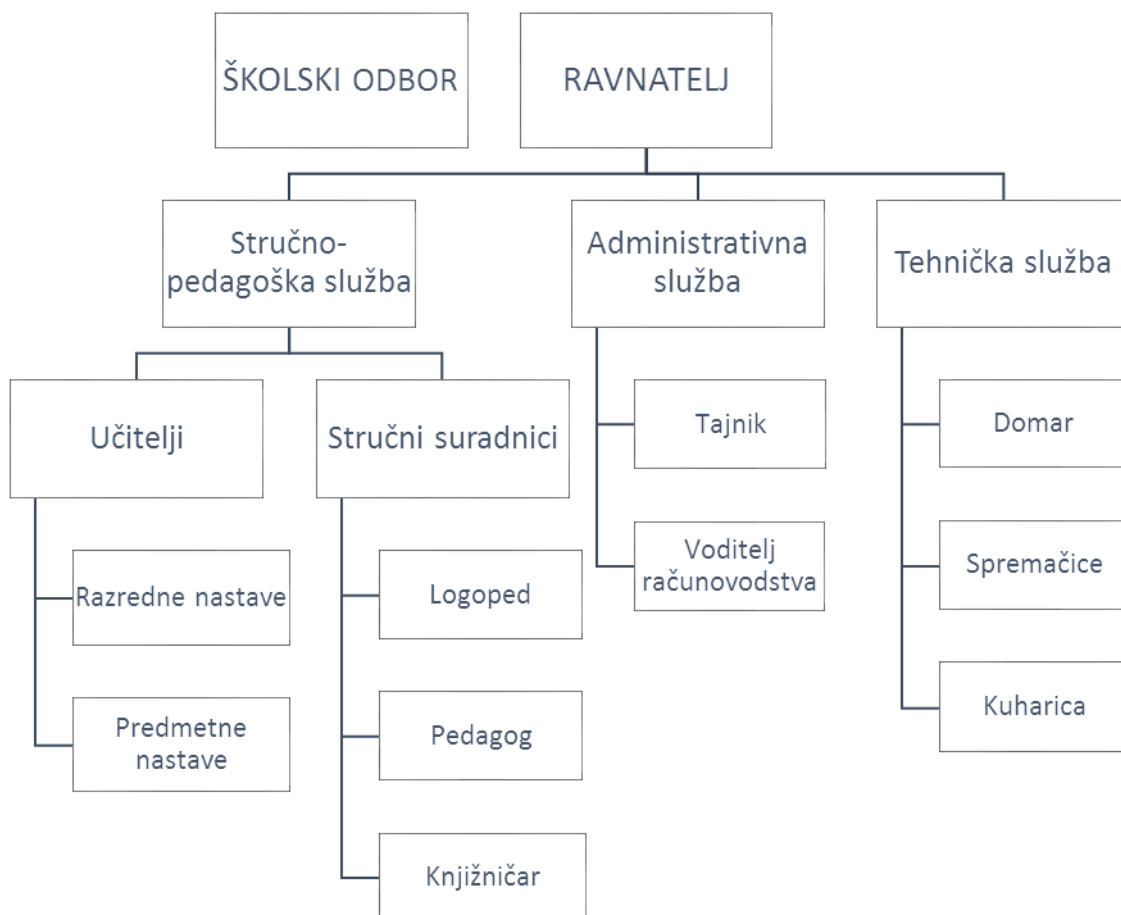 ŠKOLSKI ODBOR
RAVNATELJ
Stručno-
pedagoška služba
Administrativna
služba
Tehnička služba
Učitelji
Stručni suradnici
Tajnik
Domar
Razredne nastave
Logoped
Voditelj
računovodstva
Spremačice
Predmetne
nastave
Pedagog
Kuharica
Knjižničar